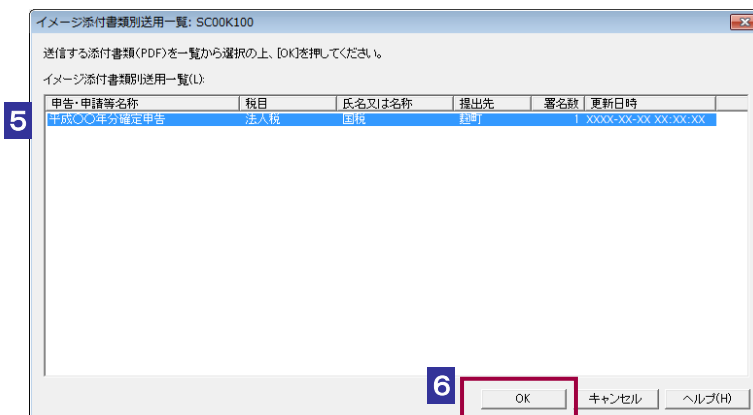 イメージ添付書類別送用一覧: SC00K100
送信する添付書類(PDF)を一覧から選択の上、[OK]を押してください。
イメージ添付書類別送用一覧(L):
申告・申請等名称 税目 氏名又は名称 提出先 署名数 更新日時
5
平成〇〇年分確定申告 法人税 国税 麹町 1 XXXX-XX-XX XX:XX:XX
6
OK キャンセル ヘルプ(H)